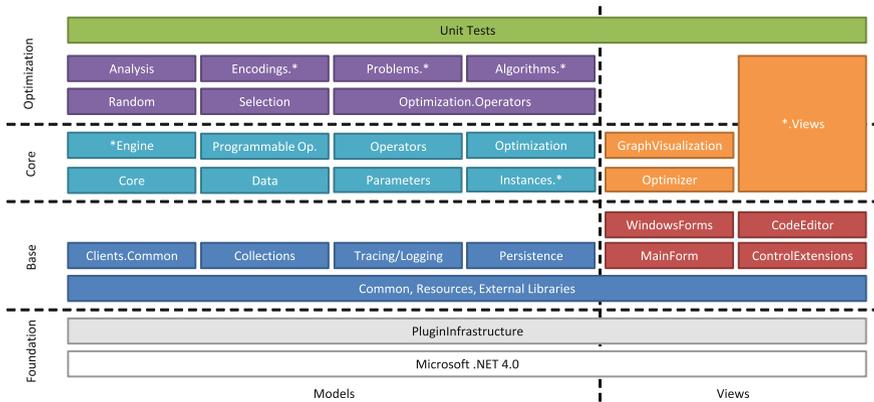 Unit Tests
Optimization
Analysis
Encodings.*
Problems.*
Algorithms.*
Random
Selection
Optimization.Operators
*.Views
Core
*Engine
Programmable Op.
Operators
Optimization
GraphVisualization
Core
Data
Parameters
Instances.*
Optimizer
Base
WindowsForms
CodeEditor
Clients.Common
Collections
Tracing/Logging
Persistence
MainForm
ControlExtensions
Common, Resources, External Libraries
Foundation
PluginInfrastructure
Microsoft .NET 4.0
Models
Views